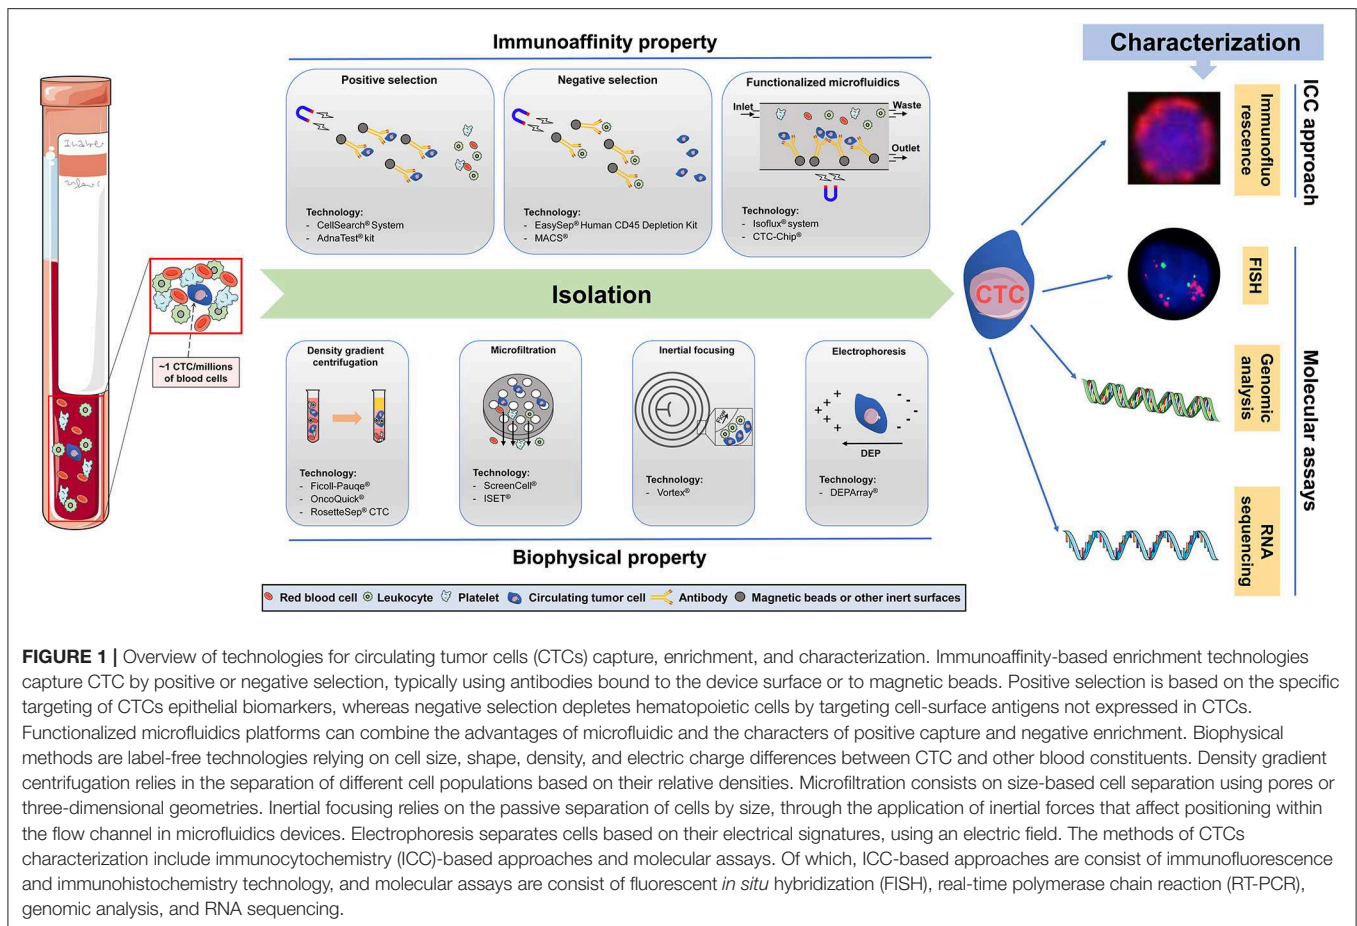 Immunoaffinity property
Characterization
Positive selection
Technology:
- CellSearch® System
- AdnaTest® kit
Negative selection
Technology:
- EasySep® Human CD45 Depletion Kit
- MACS®
Functionalized microfluidics
Inlet
Waste
Outlet
Technology:
- Isoflux® system
- CTC-Chip®
~1 CTC/millions
of blood cells
Isolation
CTC
Density gradient
centrifugation
Technology:
- Ficoll-Pauqe®
- OncoQuick®
- RosetteSep® CTC
Microfiltration
Technology:
- ScreenCell®
- ISET®
Inertial focusing
Technology:
- Vortex®
Electrophoresis
+
+
+
+
+
+
-
-
-
-
-
DEP
Technology:
- DEPArray®
Biophysical property
Immunofluo
rescence
ICC approach
FISH
Genomic
analysis
RNA
sequencing
Molecular assays
Red blood cell Leukocyte Platelet Circulating tumor cell Antibody Magnetic beads or other inert surfaces
FIGURE 1 | Overview of technologies for circulating tumor cells (CTCs) capture, enrichment, and characterization. Immunoaffinity-based enrichment technologies
capture CTC by positive or negative selection, typically using antibodies bound to the device surface or to magnetic beads. Positive selection is based on the specific
targeting of CTCs epithelial biomarkers, whereas negative selection depletes hematopoietic cells by targeting cell-surface antigens not expressed in CTCs.
Functionalized microfluidics platforms can combine the advantages of microfluidic and the characters of positive capture and negative enrichment. Biophysical
methods are label-free technologies relying on cell size, shape, density, and electric charge differences between CTC and other blood constituents. Density gradient
centrifugation relies in the separation of different cell populations based on their relative densities. Microfiltration consists on size-based cell separation using pores or
three-dimensional geometries. Inertial focusing relies on the passive separation of cells by size, through the application of inertial forces that affect positioning within
the flow channel in microfluidics devices. Electrophoresis separates cells based on their electrical signatures, using an electric field. The methods of CTCs
characterization include immunocytochemistry (ICC)-based approaches and molecular assays. Of which, ICC-based approaches are consist of immunofluorescence
and immunohistochemistry technology, and molecular assays are consist of fluorescent in situ hybridization (FISH), real-time polymerase chain reaction (RT-PCR),
genomic analysis, and RNA sequencing.